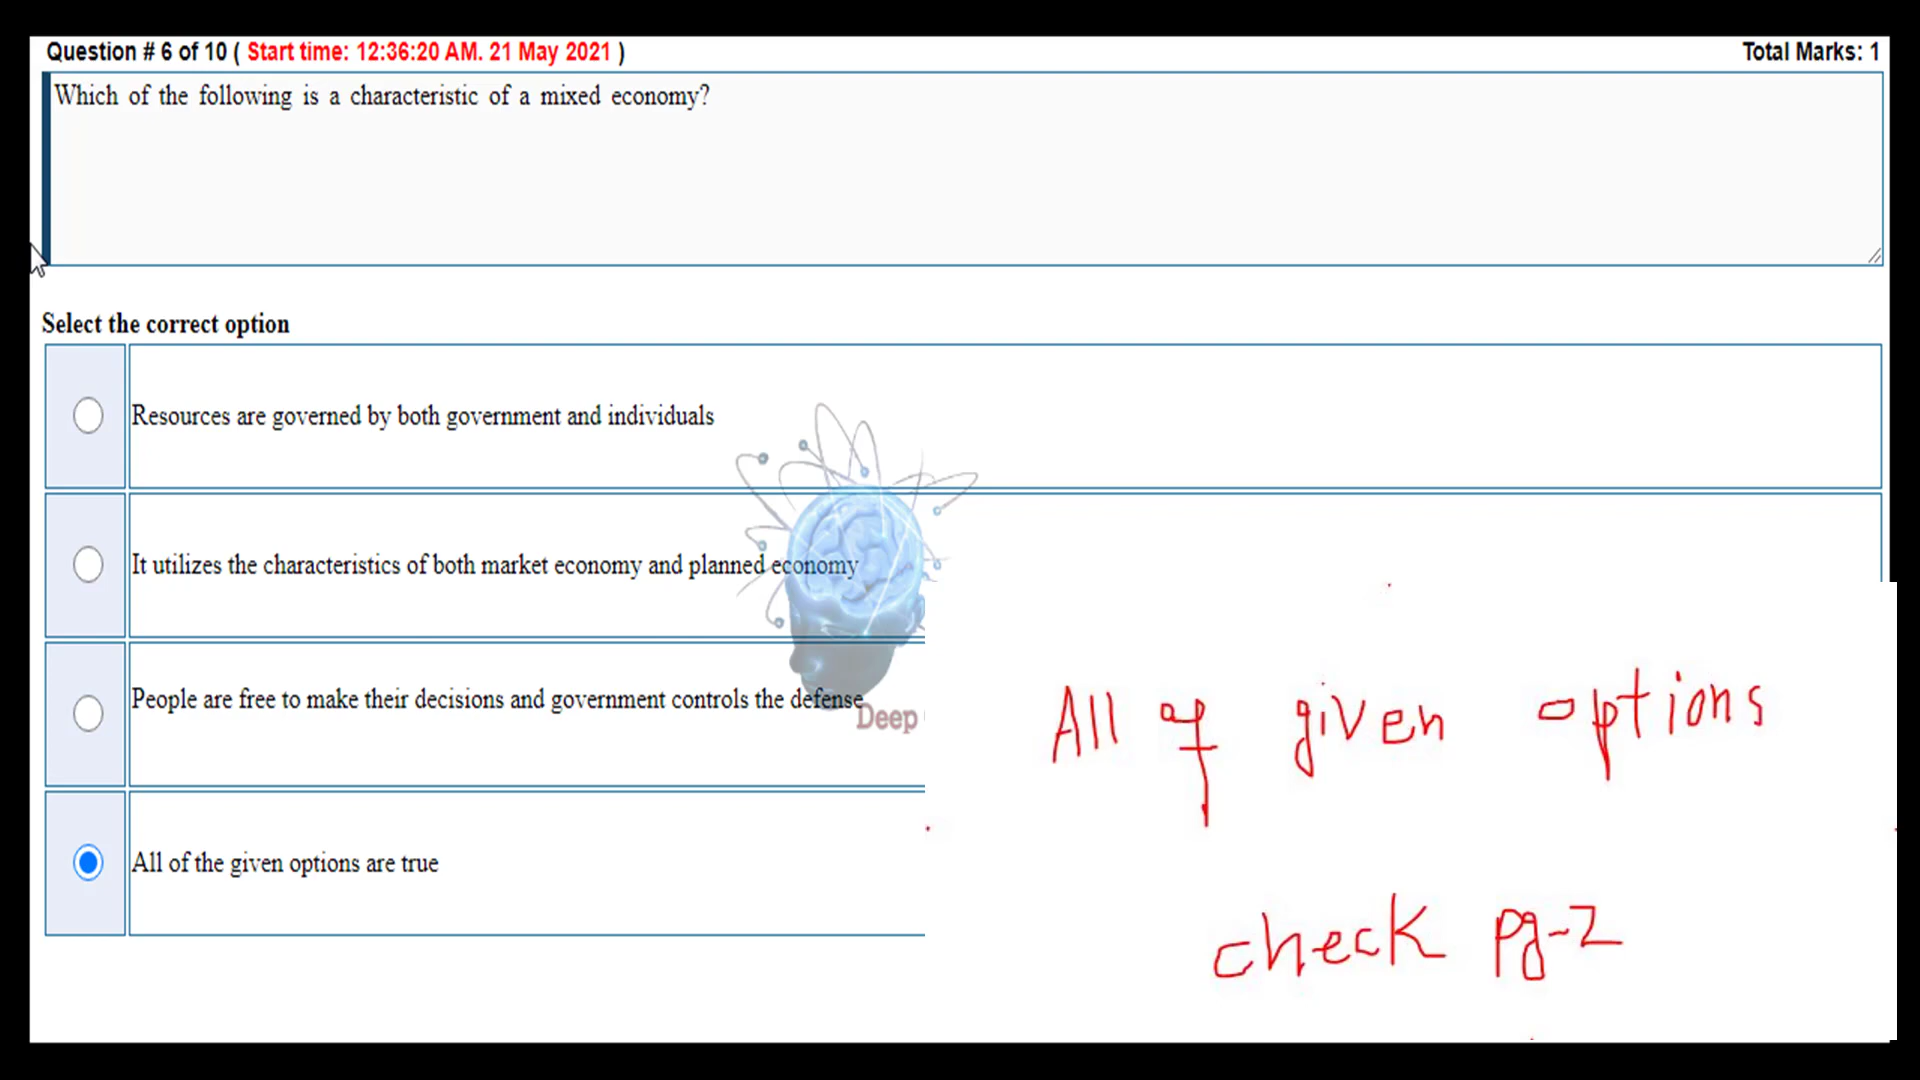 Question # 6 of 10 ( Start time: 12:36:20 AM. 21 May 2021 )
Total Marks: 1
Which of the following is a characteristic of a mixed economy?
Select the correct option
Resources are governed by both government and individuals
It utilizes the characteristics of both market economy and planned economy
People are free to make their decisions and government controls the defense
Deep
All of given options
All of the given options are true
check pg-2